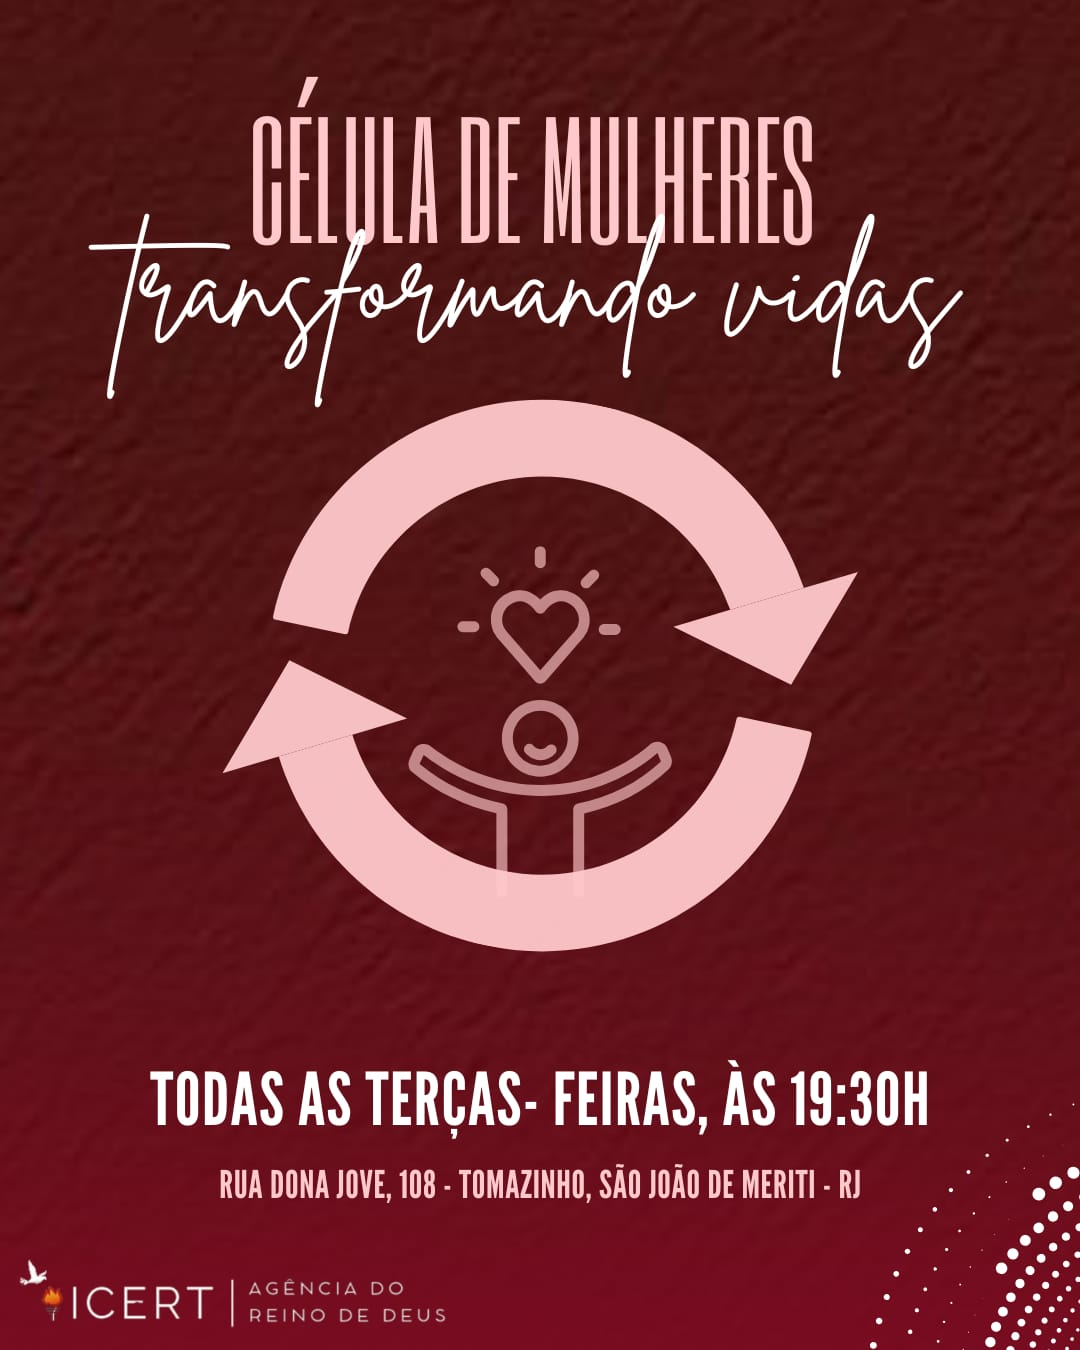 CÉLULA DE MULHERES
transformando vidas
TODAS AS TERÇAS- FEIRAS, ÀS 19:30H
RUA DONA JOVE, 108 - TOMAZINHO, SÃO JOÃO DE MERITI - RJ
ICERT
AGÊNCIA DO
REINO DE DEUS